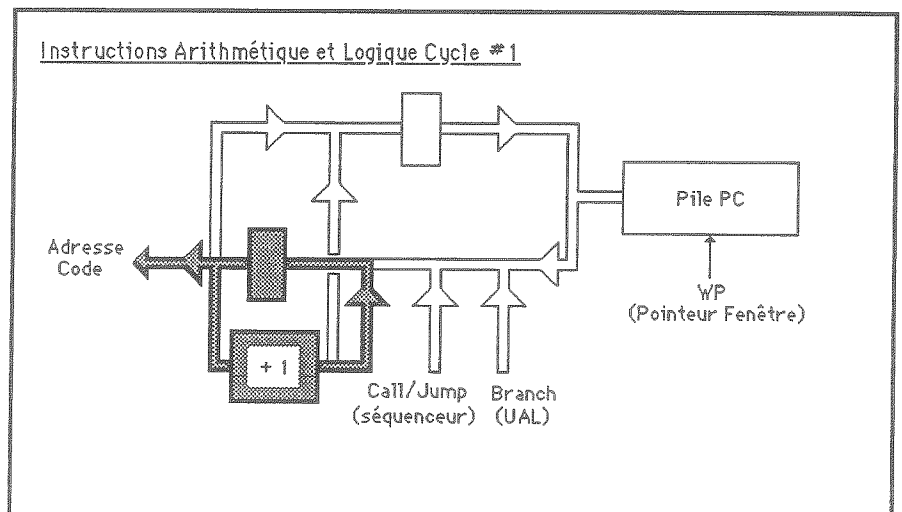 Instructions Arithmétique et Logique Cycle #1
Pile PC
Adresse
Code
WP
(Pointeur Fenêtre)
+ 1
Call/Jump
(séquenceur)
Branch
(UAL)